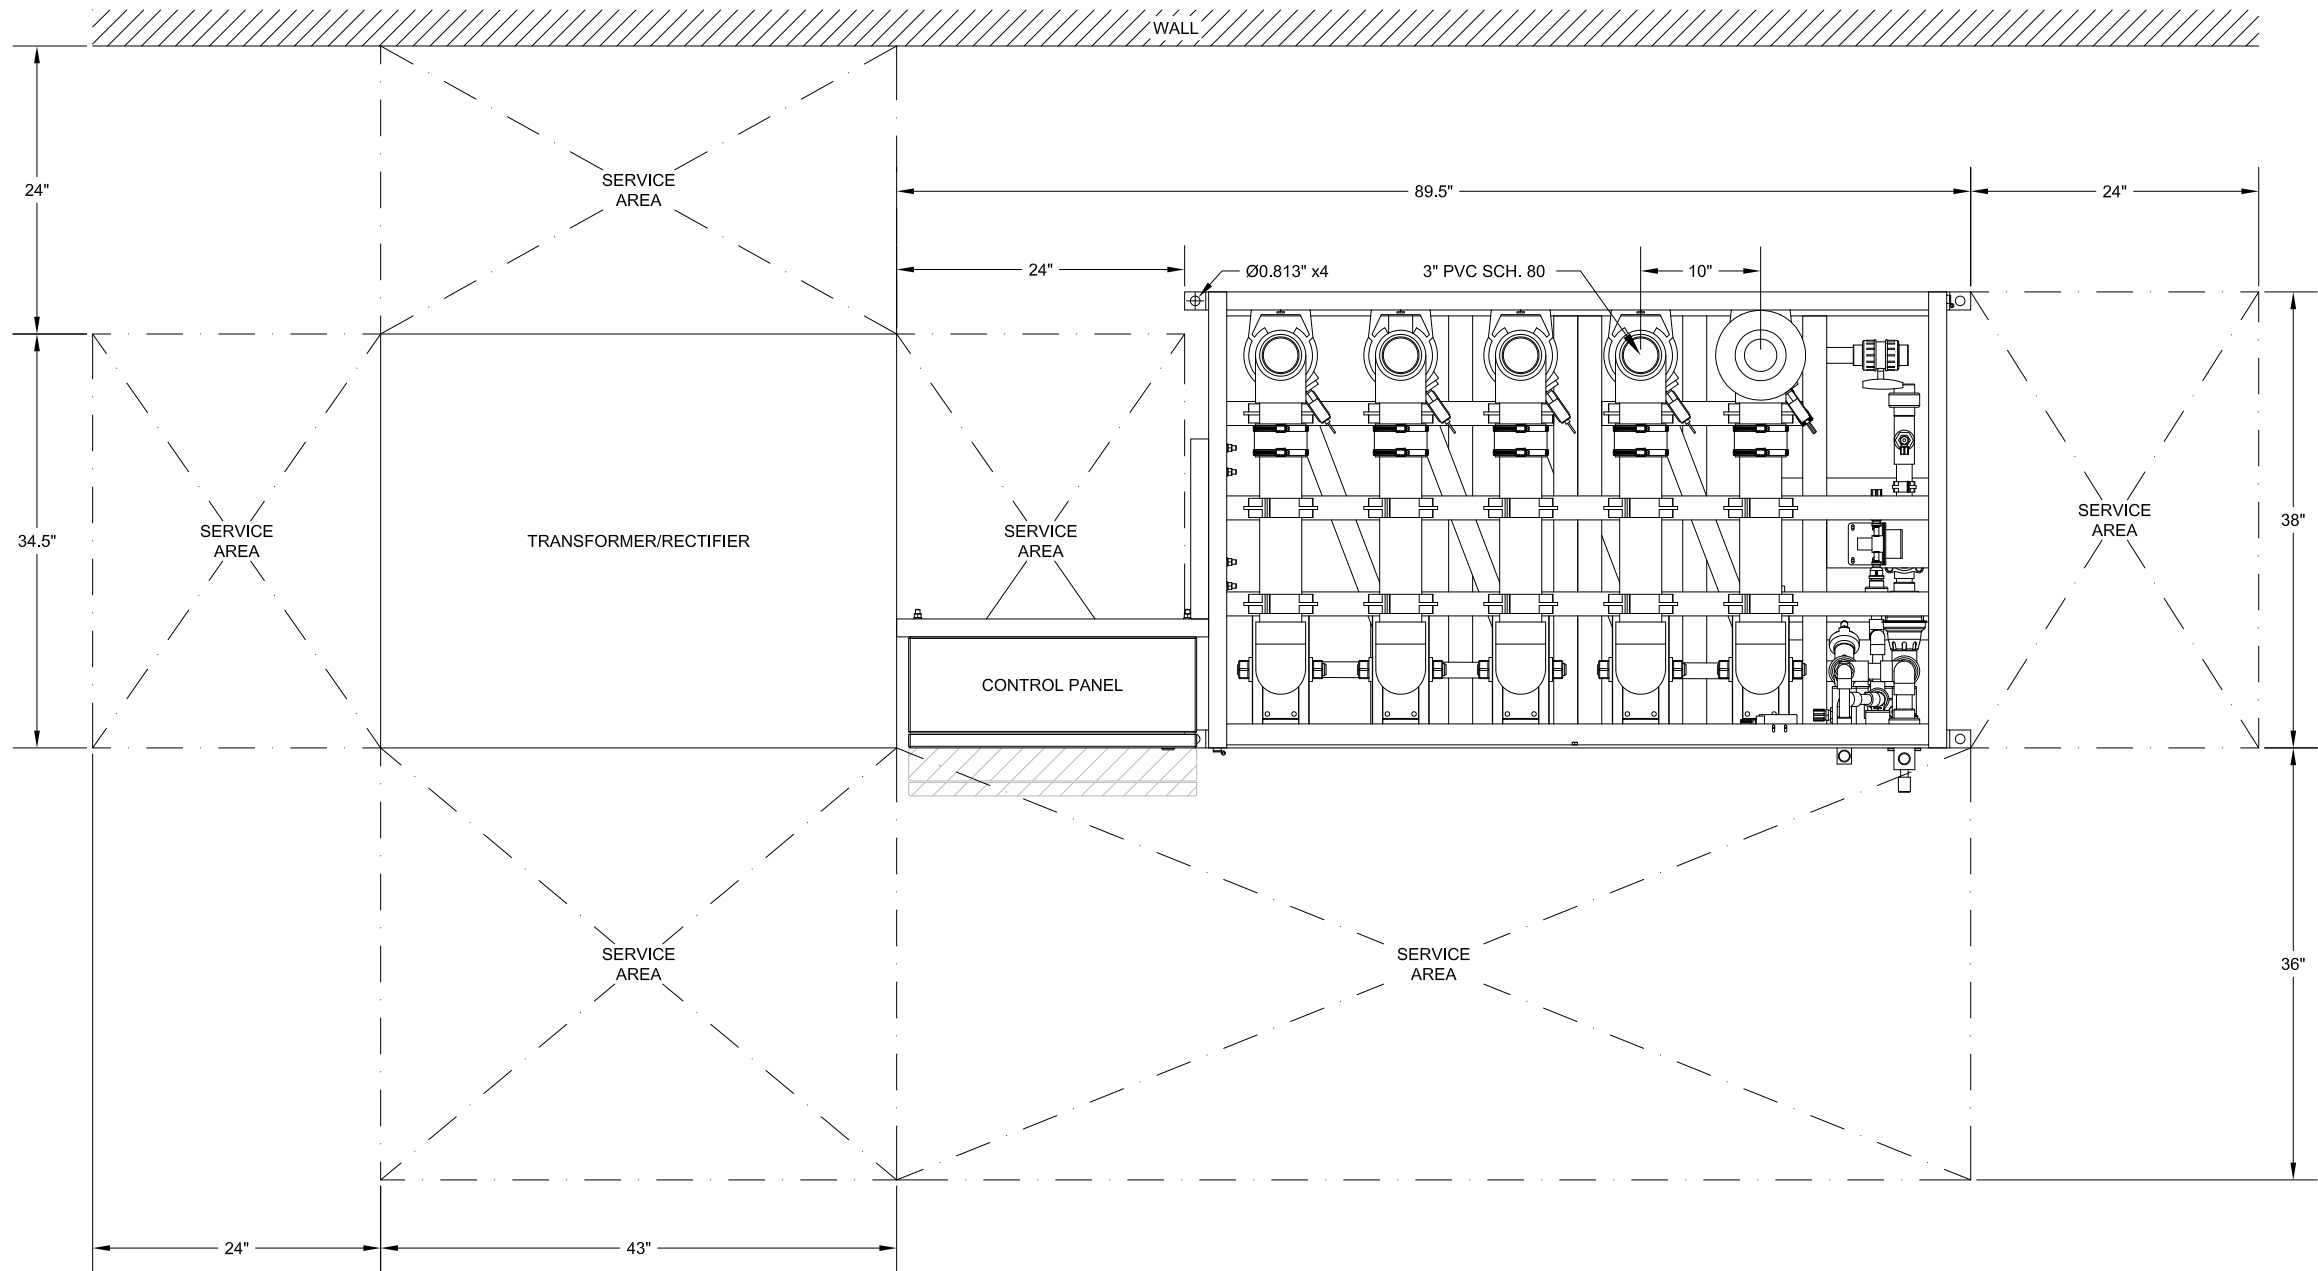 WALL
24"
SERVICE
AREA
89.5"
24"
24"
Ø0.813" x4
3" PVC SCH. 80
10"
34.5"
SERVICE
AREA
TRANSFORMER/RECTIFIER
SERVICE
AREA
SERVICE
AREA
38"
CONTROL PANEL
SERVICE
AREA
SERVICE
AREA
36"
24"
43"